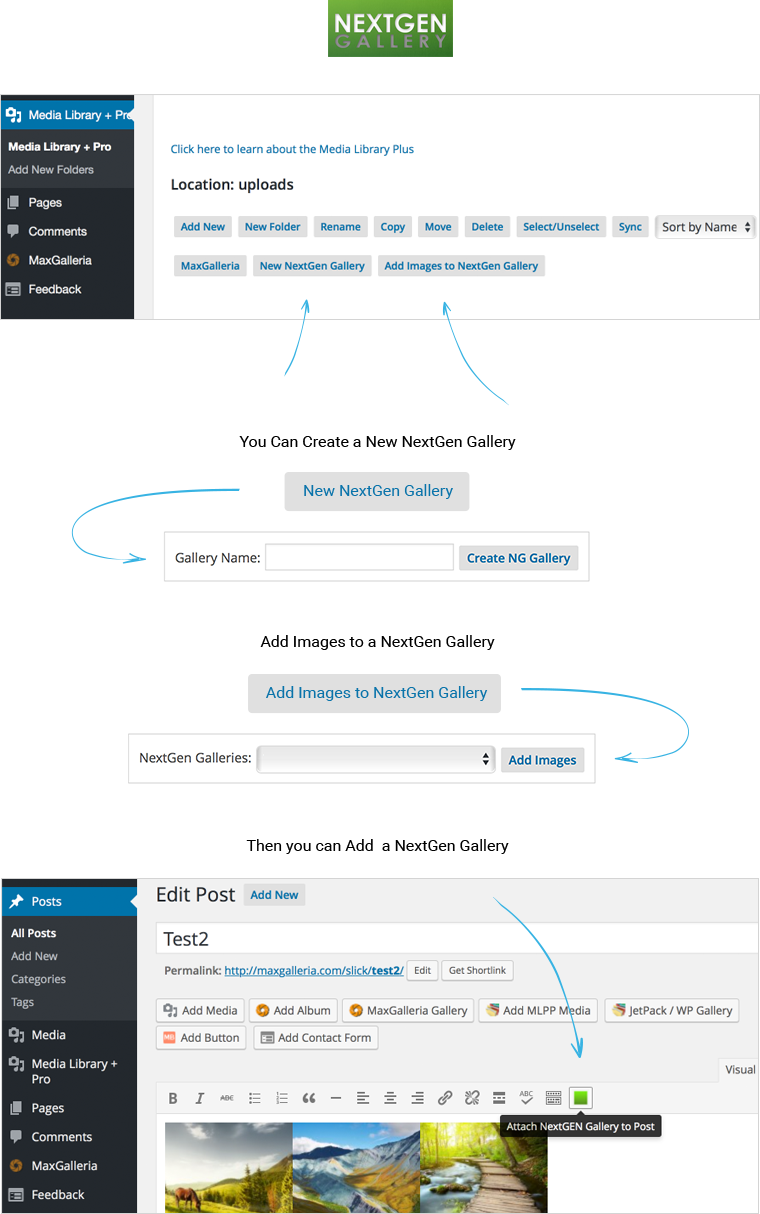 NEXTGEN
GALLERY
Media Library + Pro
Media Library + Pro
Add New Folders
Pages
Comments
MaxGalleria
Feedback
Click here to learn about the Media Library Plus
Location: uploads
Add New New Folder Rename Copy Move Delete Select/Unselect Sync Sort by Name
MaxGalleria New NextGen Gallery Add Images to NextGen Gallery
You Can Create a New NextGen Gallery
New NextGen Gallery
Gallery Name: Create NG Gallery
Add Images to a NextGen Gallery
Add Images to NextGen Gallery
NextGen Galleries: Add Images
Then you can Add a NextGen Gallery
Posts
All Posts
Add New
Categories
Tags
Media
Media Library +
Pro
Pages
Comments
MaxGalleria
Feedback
Edit Post Add New
Test2
Permalink: http://maxgalleria.com/slick/test2/ Edit Get Shortlink
Add Media Add Album MaxGalleria Gallery Add MLPP Media JetPack / WP Gallery
MB Add Button Add Contact Form
Visual
B I ABC ABC
Attach NextGEN Gallery to Post